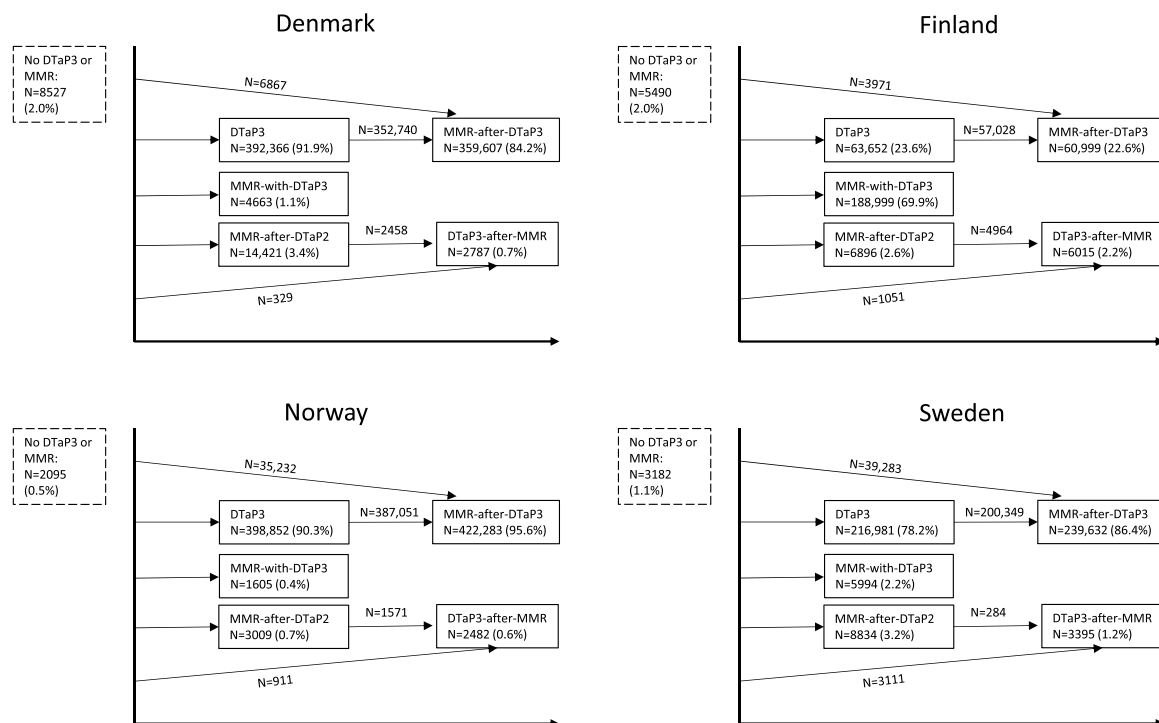 Denmark
No DTaP3 or
MMR:
N=8527
(2.0%)
N=6867
DTaP3
N=392,366 (91.9%)
N=352,740
MMR-after-DTaP3
N=359,607 (84.2%)
MMR-with-DTaP3
N=4663 (1.1%)
MMR-after-DTaP2
N=14,421 (3.4%)
N=2458
DTaP3-after-MMR
N=2787 (0.7%)
N=329
Finland
No DTaP3 or
MMR:
N=5490
(2.0%)
N=3971
DTaP3
N=63,652 (23.6%)
N=57,028
MMR-after-DTaP3
N=60,999 (22.6%)
MMR-with-DTaP3
N=188,999 (69.9%)
MMR-after-DTaP2
N=6896 (2.6%)
N=4964
DTaP3-after-MMR
N=6015 (2.2%)
N=1051
Norway
No DTaP3 or
MMR:
N=2095
(0.5%)
N=35,232
DTaP3
N=398,852 (90.3%)
N=387,051
MMR-after-DTaP3
N=422,283 (95.6%)
MMR-with-DTaP3
N=1605 (0.4%)
MMR-after-DTaP2
N=3009 (0.7%)
N=1571
DTaP3-after-MMR
N=2482 (0.6%)
N=911
Sweden
No DTaP3 or
MMR:
N=3182
(1.1%)
N=39,283
DTaP3
N=216,981 (78.2%)
N=200,349
MMR-after-DTaP3
N=239,632 (86.4%)
MMR-with-DTaP3
N=5994 (2.2%)
MMR-after-DTaP2
N=8834 (3.2%)
N=284
DTaP3-after-MMR
N=3395 (1.2%)
N=3111